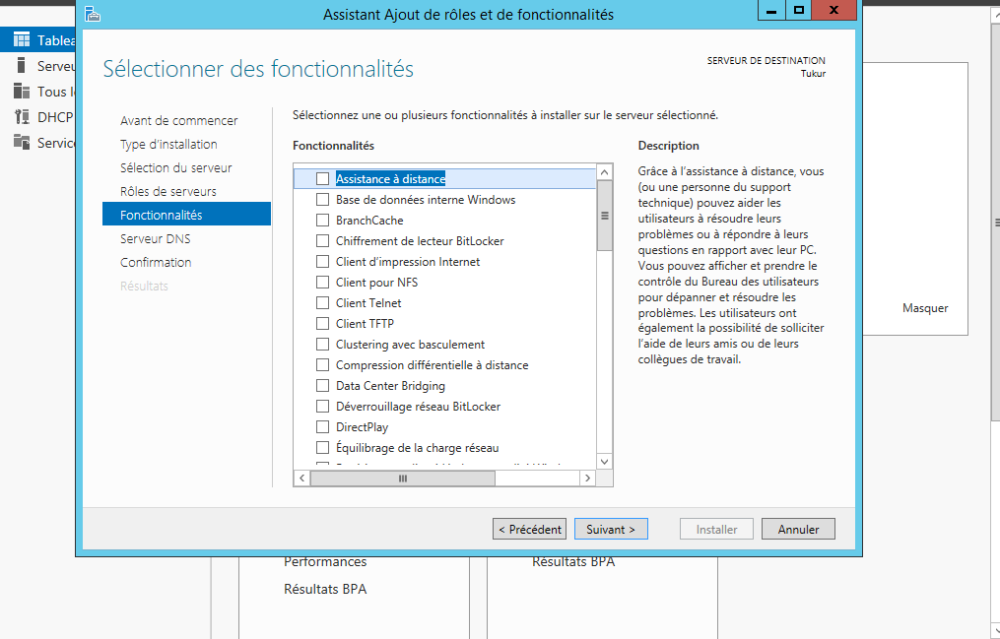 Assistant Ajout de rôles et de fonctionnalités
Sélectionner des fonctionnalités
SERVEUR DE DESTINATION
Tukur
Avant de commencer
Type d'installation
Sélection du serveur
Rôles de serveurs
Fonctionnalités
Serveur DNS
Confirmation
Résultats
Sélectionnez une ou plusieurs fonctionnalités à installer sur le serveur sélectionné.
Fonctionnalités
Assistance à distance
Base de données interne Windows
BranchCache
Chiffrement de lecteur BitLocker
Client d'impression Internet
Client pour NFS
Client Telnet
Client TFTP
Clustering avec basculement
Compression différentielle à distance
Data Center Bridging
Déverrouillage réseau BitLocker
DirectPlay
Équilibrage de la charge réseau
Description
Grâce à l'assistance à distance, vous
(ou une personne du support
technique) pouvez aider les
utilisateurs à résoudre leurs
problèmes ou à répondre à leurs
questions en rapport avec leur PC.
Vous pouvez afficher et prendre le
contrôle du Bureau des utilisateurs
pour dépanner et résoudre les
problèmes. Les utilisateurs ont
également la possibilité de solliciter
l'aide de leurs amis ou de leurs
collègues de travail.
< Précédent
Suivant >
Installer
Annuler
Tablea
Serveu
Tous l
DHCP
Servic
Masquer
Performances
Résultats BPA
Résultats BPA